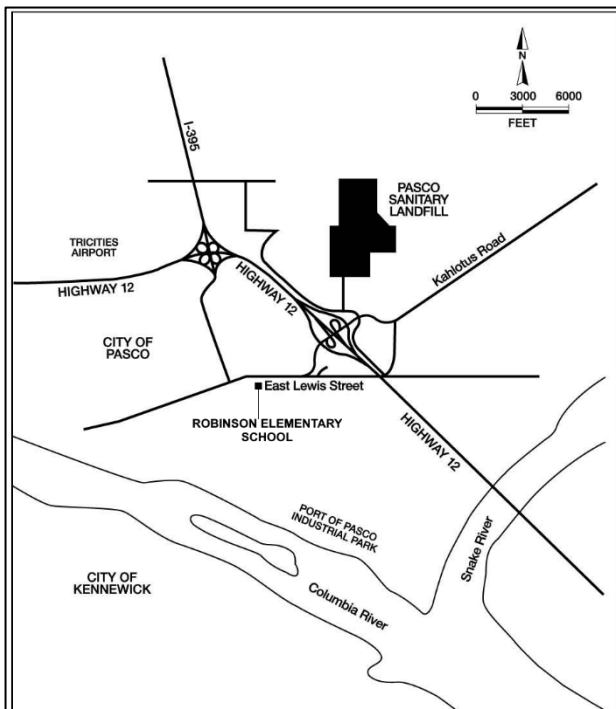 N
0 3000 6000
FEET
I-395
PASCO
SANITARY
LANDFILL
TRICITIES
AIRPORT
Kahlotus Road
HIGHWAY 12
HIGHWAY 12
CITY OF
PASCO
East Lewis Street
ROBINSON ELEMENTARY
SCHOOL
HIGHWAY 12
PORT OF PASCO
INDUSTRIAL PARK
Snake River
CITY OF
KENNEWICK
Columbia River